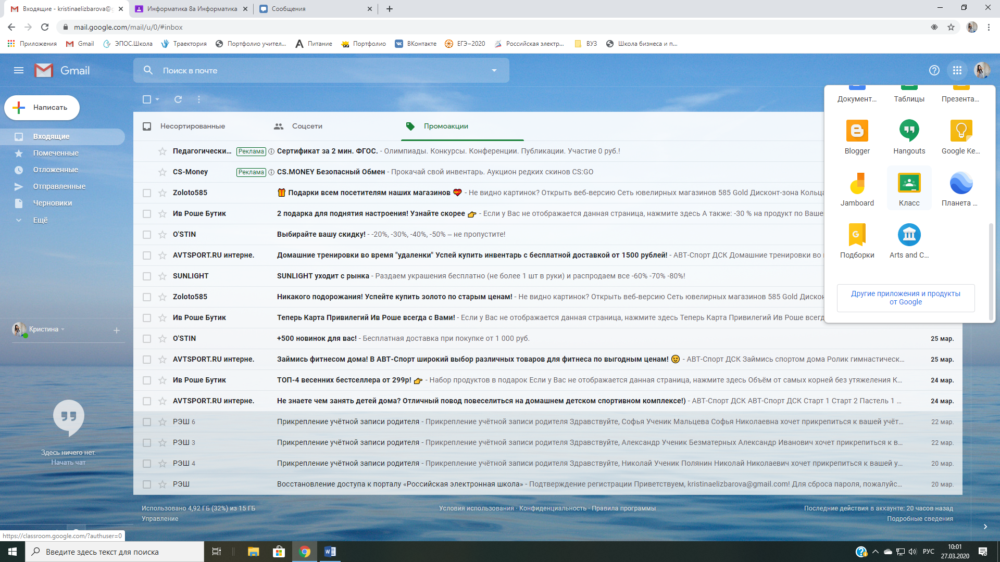 Входящие - kristinaelizbarova@g
Информатика 8а Информатика
Сообщения
mail.google.com/mail/u/0/#inbox
Приложения Gmail ЭПОС.Школа Траектория Портфолио учител... Питание Портфолио ВКонтакте ЕГЭ-2020 Российская электр... ВУЗ Школа бизнеса и п...
Gmail
Поиск в почте
Написать
Входящие
Помеченные
Отложенные
Отправленные
Черновики
Ещё
Кристина
Здесь ничего нет.
Начать чат
Несортированные Соцсети Промоакции
Педагогически... Реклама Сертификат за 2 мин. ФГОС. - Олимпиады. Конкурсы. Конференции. Публикации. Участие 0 руб.!
CS-Money Реклама CS.MONEY Безопасный Обмен - Прокачай свой инвентарь. Аукцион редких скинов CS:GO
Zoloto585 🎁 Подарки всем посетителям наших магазинов 💝 - Не видно картинок? Открыть веб-версию Сеть ювелирных магазинов 585 Gold Дисконт-зона Кольца
Ив Роше Бутик 2 подарка для поднятия настроения! Узнайте скорее 👉 - Если у Вас не отображается данная страница, нажмите здесь А также: -30 % на продукт по Ваше
O'STIN Выбирайте вашу скидку! - -20%, -30%, -40%, -50% – не пропустите!
AVTSPORT.RU интерне. Домашние тренировки во время "удаленки" Успей купить инвентарь с бесплатной доставкой от 1500 рублей! - АВТ-Спорт ДСК Домашние тренировки во
SUNLIGHT SUNLIGHT уходит с рынка - Раздаем украшения бесплатно (не более 1 шт в руки) и распродаем все -60% -70% -80%!
Zoloto585 Никакого подорожания! Успейте купить золото по старым ценам! - Не видно картинок? Открыть веб-версию Сеть ювелирных магазинов 585 Gold Дискон
Ив Роше Бутик Теперь Карта Привилегий Ив Роше всегда с Вами! - Если у Вас не отображается данная страница, нажмите здесь Теперь Карта Привилегий Ив Роше всегд
O'STIN +500 новинок для вас! - Бесплатная доставка при покупке от 1 000 руб. 25 мар.
AVTSPORT.RU интерне. Займись фитнесом дома! В АВТ-Спорт широкий выбор различных товаров для фитнеса по выгодным ценам! 😉 - АВТ-Спорт ДСК Займись спортом дома Ролик гимнастическ... 25 мар.
Ив Роше Бутик ТОП-4 весенних бестселлера от 299р! 👉 - Набор продуктов в подарок Если у Вас не отображается данная страница, нажмите здесь Объём от самых корней без утяжеления К... 24 мар.
AVTSPORT.RU интерне. Не знаете чем занять детей дома? Отличный повод повеселиться на домашнем детском спортивном комплексе!) - АВТ-Спорт ДСК АВТ-Спорт ДСК Старт 1 Старт 2 Пастель 1 ... 24 мар.
РЭШ 6 Прикрепление учётной записи родителя - Прикрепление учётной записи родителя Здравствуйте, Софья Ученик Мальцева Софья Николаевна хочет прикрепиться к вашей учёт... 22 мар.
РЭШ 3 Прикрепление учётной записи родителя - Прикрепление учётной записи родителя Здравствуйте, Александр Ученик Безматерных Александр Иванович хочет прикрепиться к в... 22 мар.
РЭШ 4 Прикрепление учётной записи родителя - Прикрепление учётной записи родителя Здравствуйте, Николай Ученик Полянин Николай Николаевич хочет прикрепиться к вашей у... 20 мар.
РЭШ Восстановление доступа к порталу «Российская электронная школа» - Подтверждение регистрации Приветствуем, kristinaelizbarova@gmail.com! Для сброса пароля, пожалуйс... 20 мар.
Документ... Таблицы Презента...
Blogger Hangouts Google Ke...
Jamboard Класс Планета ...
Подборки Arts and C...
Другие приложения и продукты
от Google
Использовано 4,92 ГБ (32%) из 15 ГБ
Управление
Условия использования · Конфиденциальность · Правила программы
Последние действия в аккаунте: 20 часов назад
Подробные сведения
https://classroom.google.com/?authuser=0
Введите здесь текст для поиска
РУС
10:01
27.03.2020